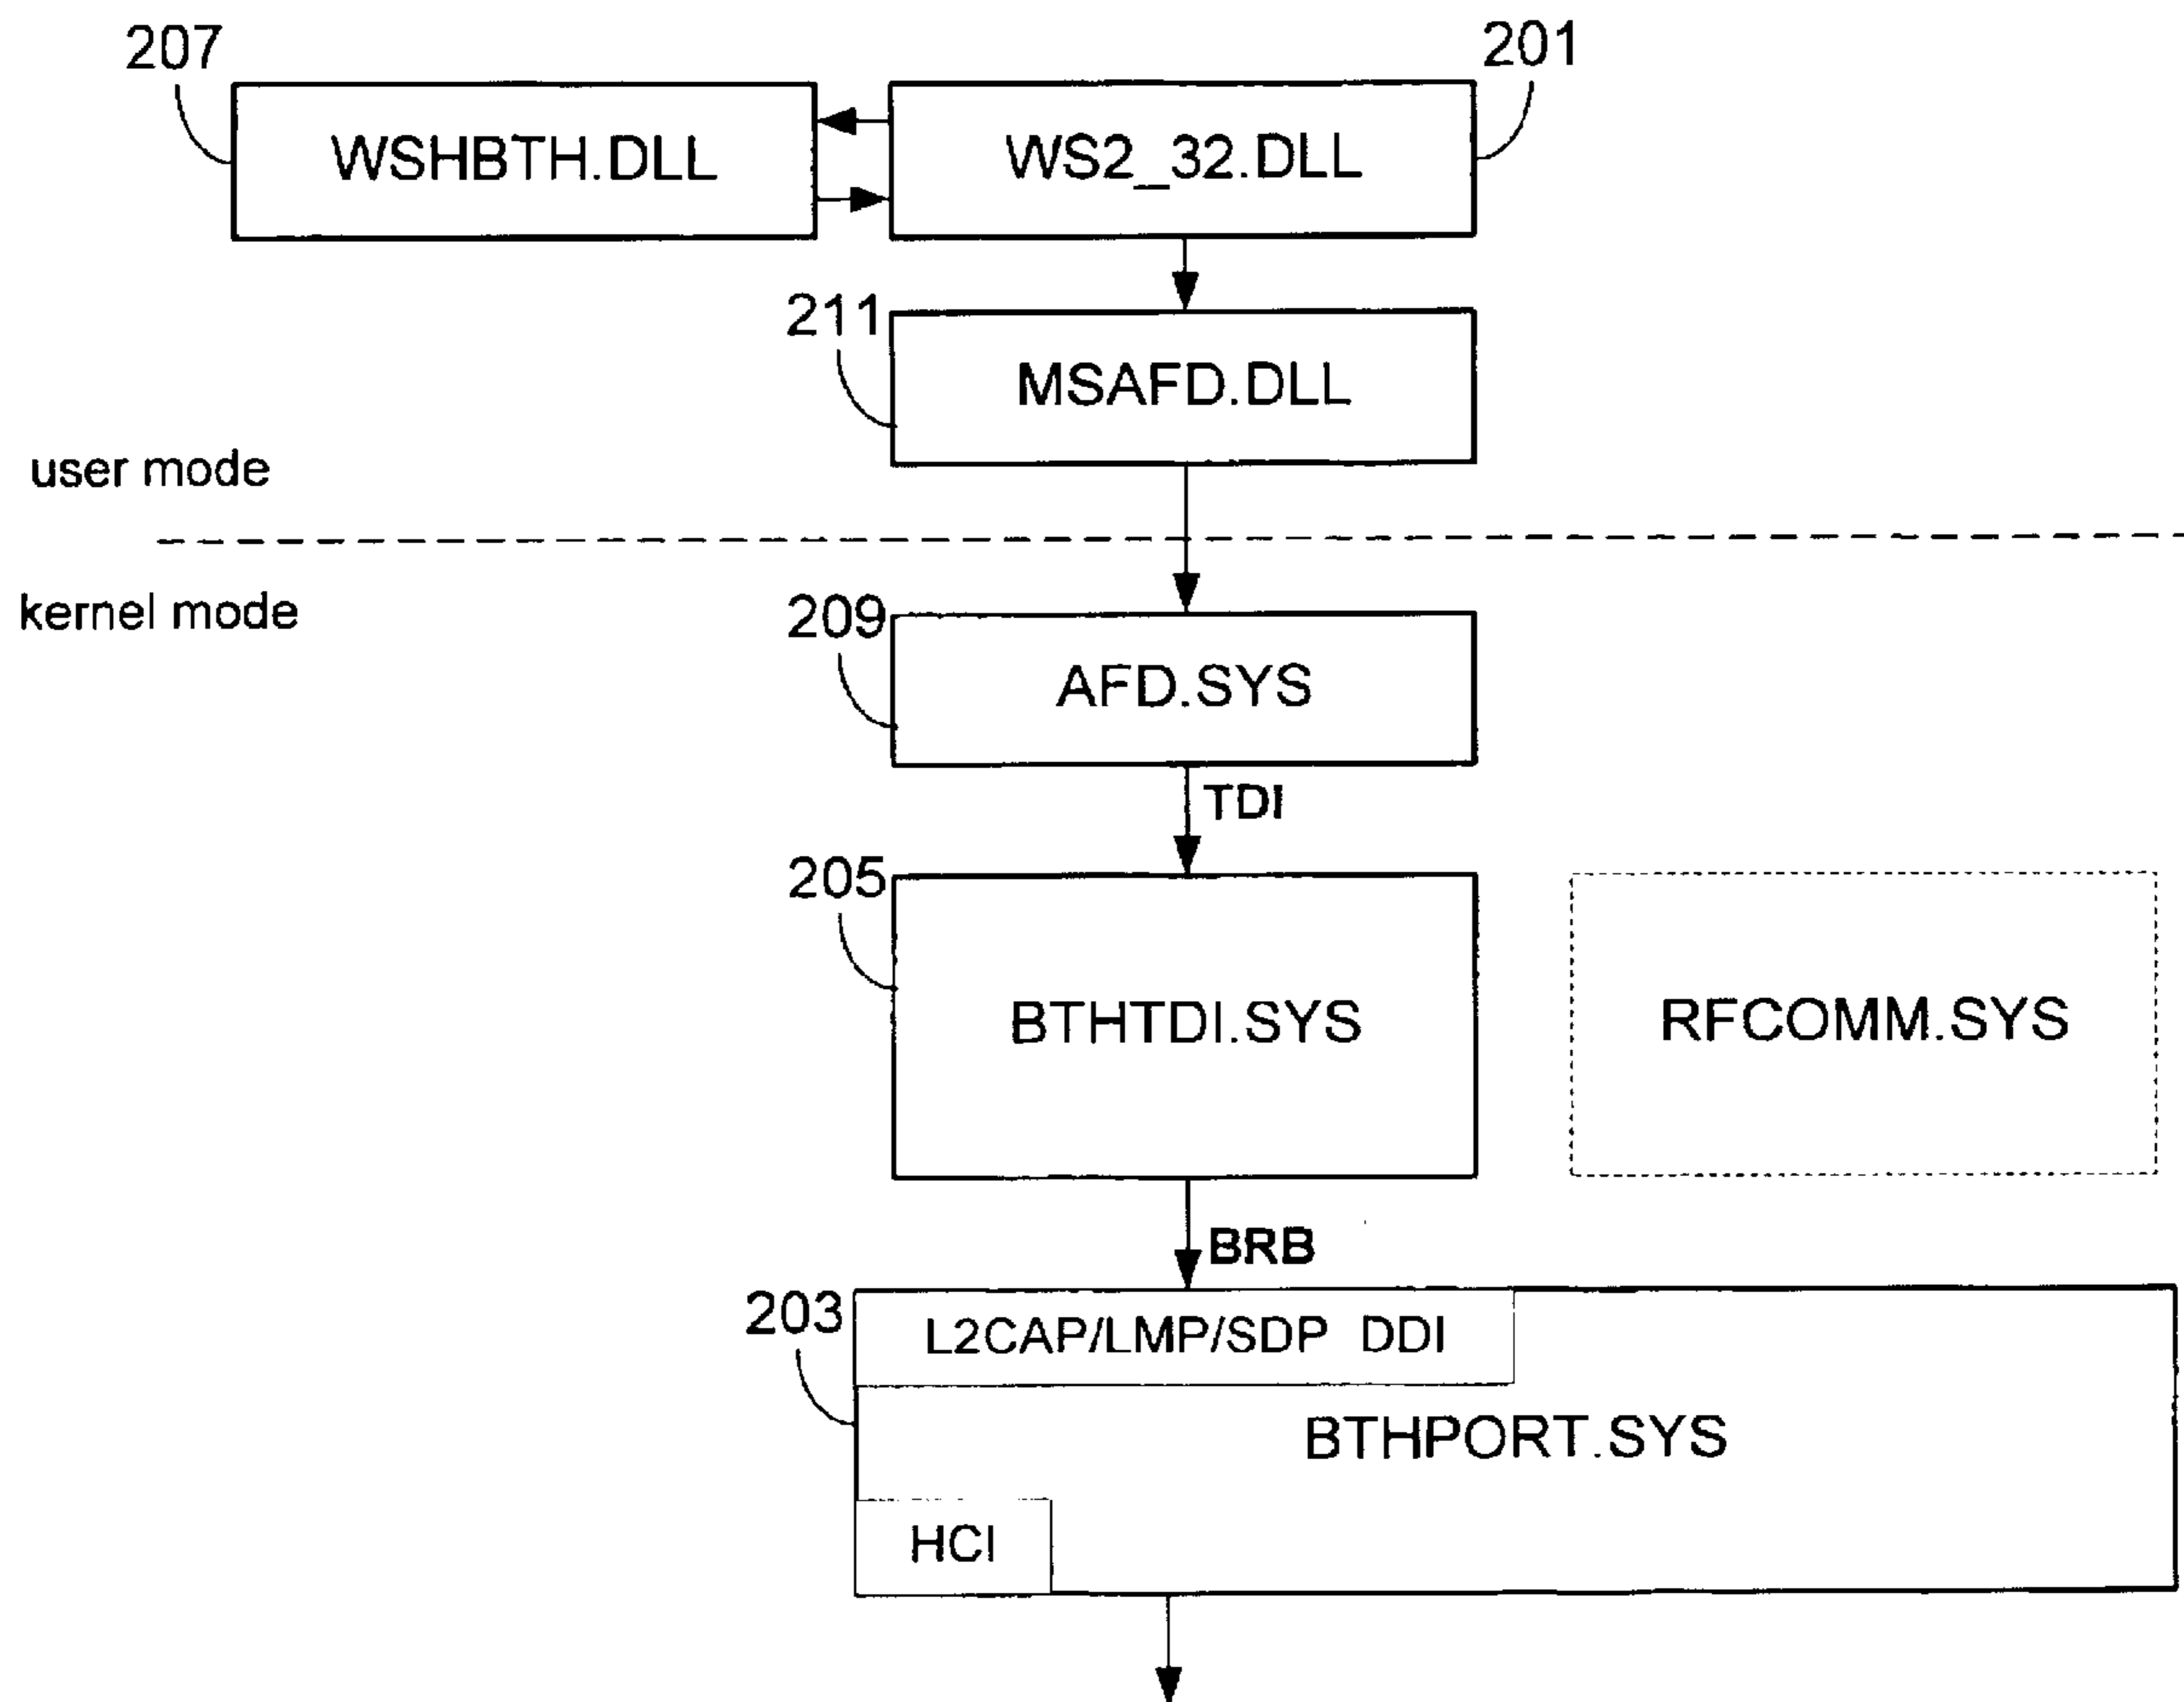 207
201
WSHBTH.DLL
WS2_32.DLL
211
MSAFD.DLL
user mode
kernel mode
209
AFD.SYS
TDI
205
BTHTDI.SYS
RFCOMM.SYS
BRB
203
L2CAP/LMP/SDP DDI
BTHPORT.SYS
HCI